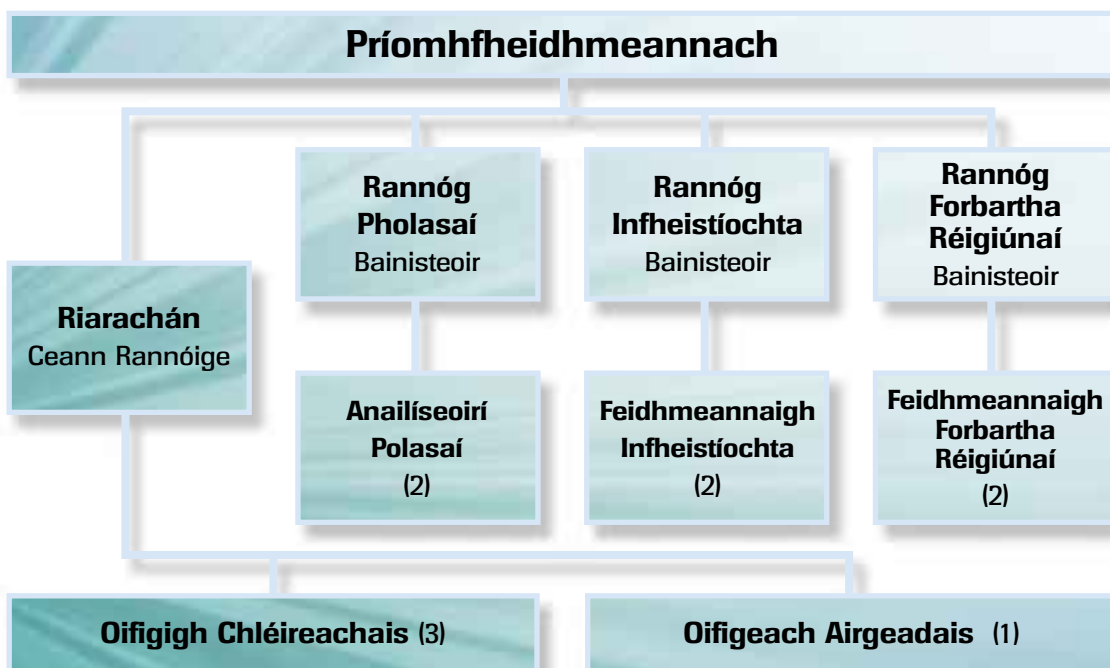 Príomhfheidhmeannach
Rannóg
Pholasaí
Bainisteoir
Rannóg
Infheistíochta
Bainisteoir
Rannóg
Forbartha
Réigiúnaí
Bainisteoir
Riarachán
Ceann Rannóige
Anailíseoirí
Polasaí
(2)
Feidhmeannaigh
Infheistíochta
(2)
Feidhmeannaigh
Forbartha
Réigiúnaí
(2)
Oifigigh Chléireachais (3)
Oifigeach Airgeadais (1)